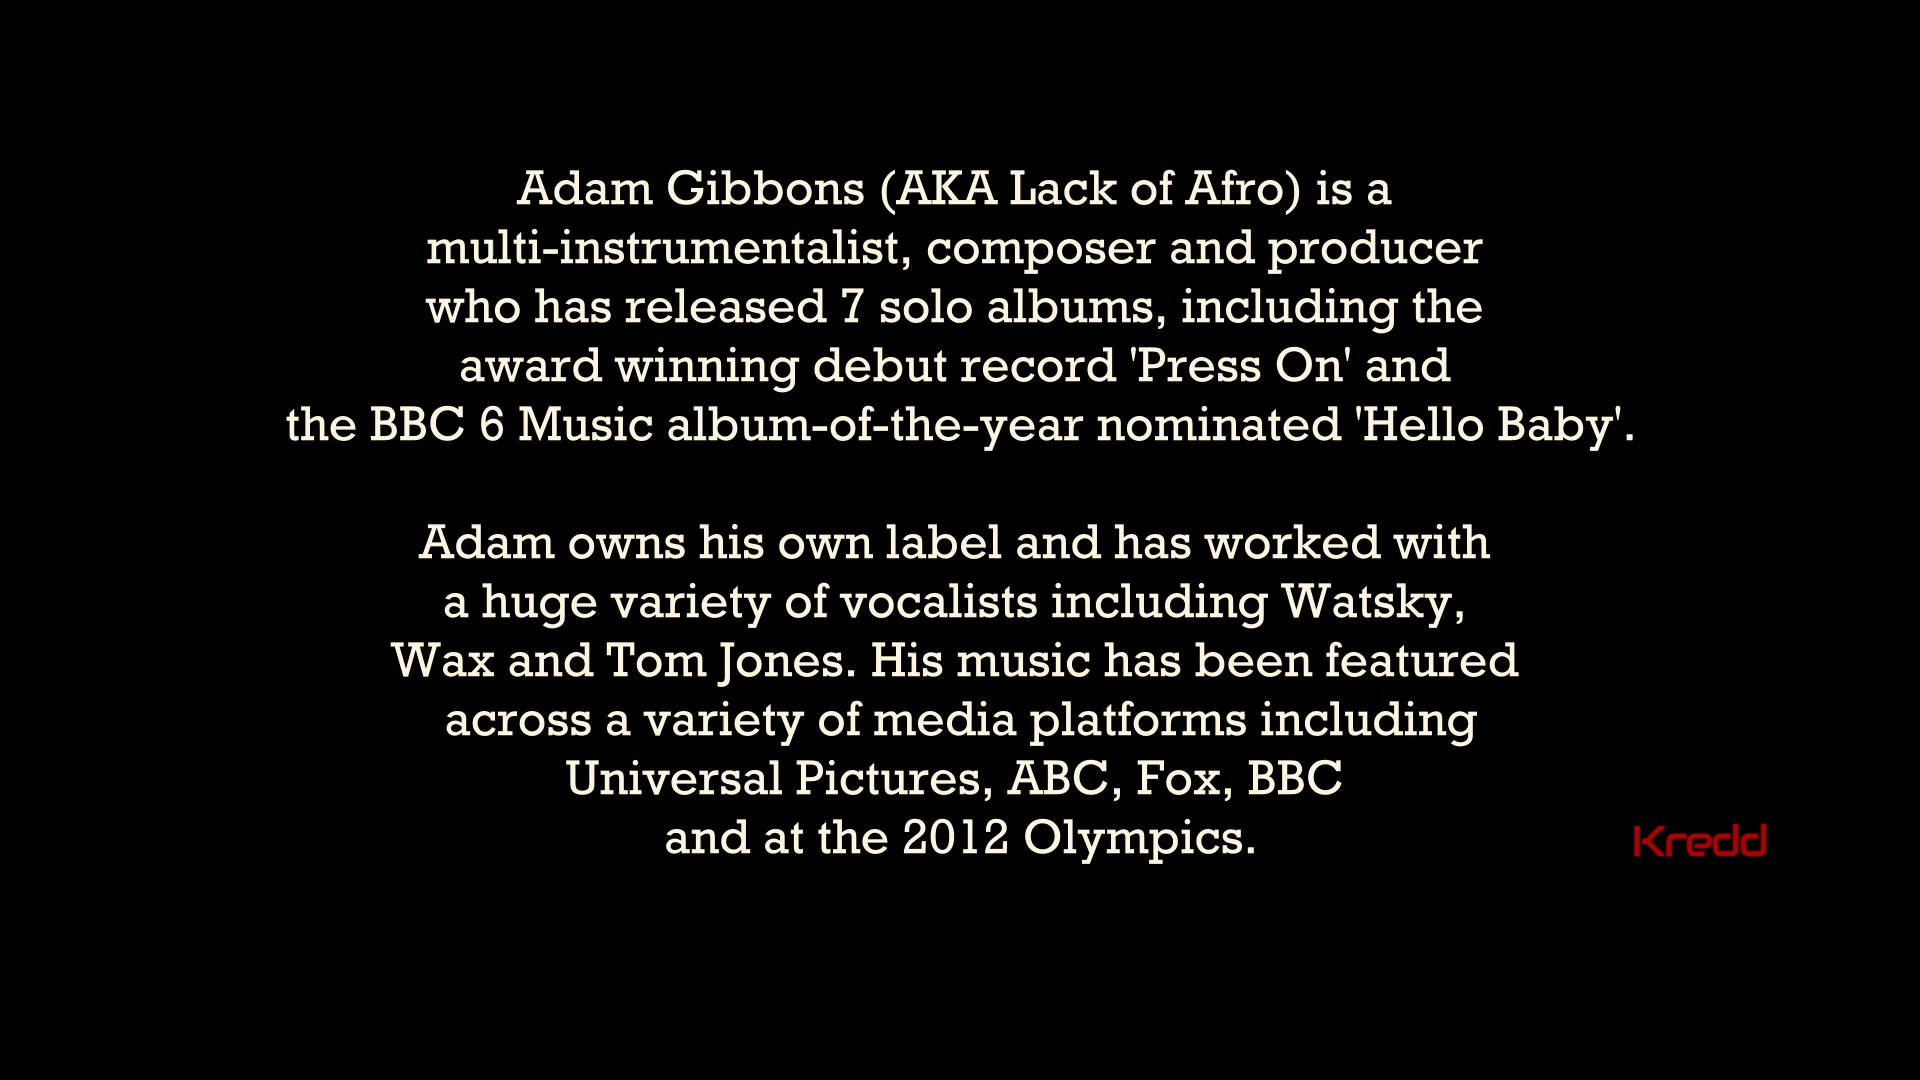 Adam Gibbons (AKA Lack of Afro) is a
multi-instrumentalist, composer and producer
who has released 7 solo albums, including the
award winning debut record 'Press On' and
the BBC 6 Music album-of-the-year nominated 'Hello Baby'.
Adam owns his own label and has worked with
a huge variety of vocalists including Watsky,
Wax and Tom Jones. His music has been featured
across a variety of media platforms including
Universal Pictures, ABC, Fox, BBC
and at the 2012 Olympics.
Kredd